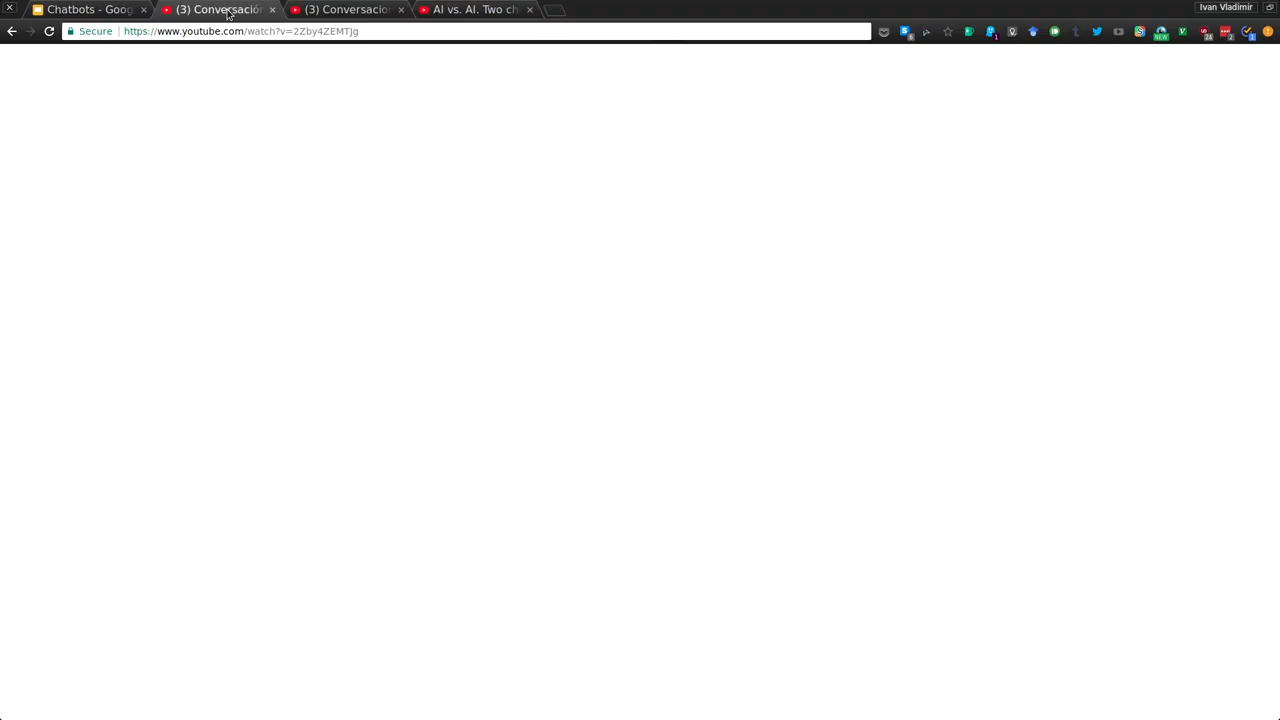 Chatbots - Goog
(3) Conversación
(3) Conversacio
AI vs. AI. Two ch
Ivan Vladimir
Secure
https://www.youtube.com/watch?v=2Zby4ZEMTJg